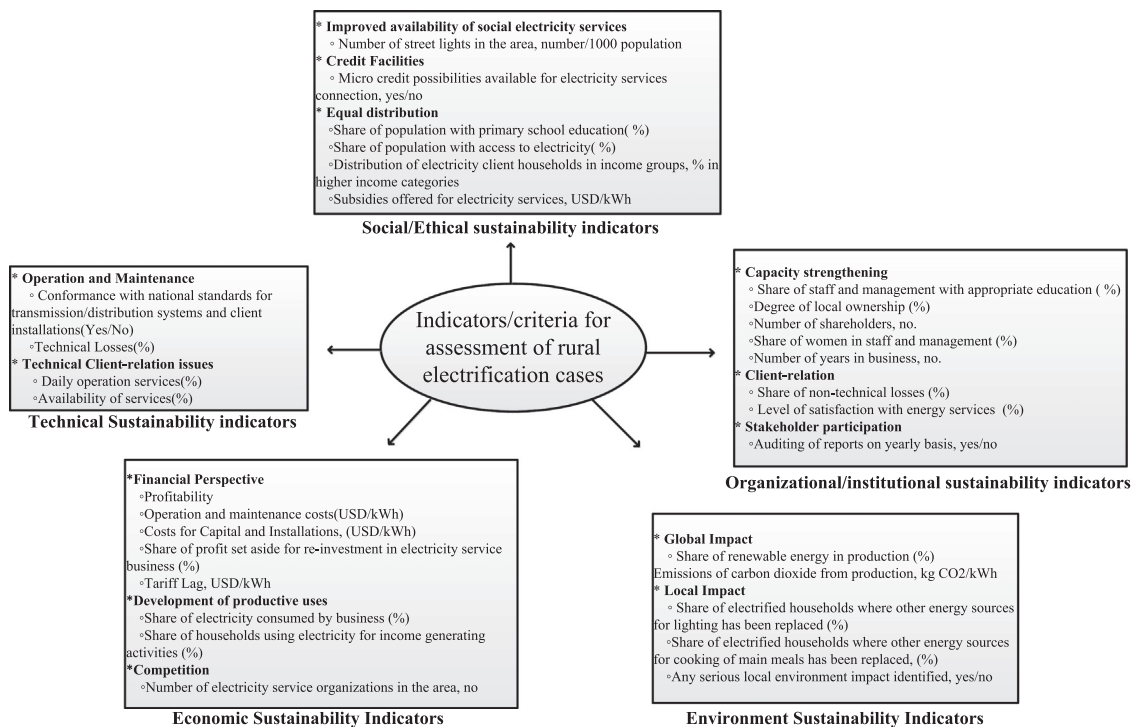 * Improved availability of social electricity services
◦ Number of street lights in the area, number/1000 population
* Credit Facilities
◦ Micro credit possibilities available for electricity services
connection, yes/no
* Equal distribution
◦Share of population with primary school education( %)
◦Share of population with access to electricity( %)
◦Distribution of electricity client households in income groups, % in
higher income categories
◦Subsidies offered for electricity services, USD/kWh
Social/Ethical sustainability indicators
* Operation and Maintenance
◦ Conformance with national standards for
transmission/distribution systems and client
installations(Yes/No)
◦Technical Losses(%)
* Technical Client-relation issues
◦ Daily operation services(%)
◦Availability of services(%)
Technical Sustainability indicators
Indicators/criteria for
assessment of rural
electrification cases
* Capacity strengthening
◦ Share of staff and management with appropriate education ( %)
◦Degree of local ownership (%)
◦Number of shareholders, no.
◦Share of women in staff and management (%)
◦Number of years in business, no.
* Client-relation
◦ Share of non-technical losses (%)
◦ Level of satisfaction with energy services (%)
* Stakeholder participation
◦Auditing of reports on yearly basis, yes/no
Organizational/institutional sustainability indicators
*Financial Perspective
◦Profitability
◦Operation and maintenance costs(USD/kWh)
◦Costs for Capital and Installations, (USD/kWh)
◦Share of profit set aside for re-investment in electricity service
business (%)
◦Tariff Lag, USD/kWh
*Development of productive uses
◦Share of electricity consumed by business (%)
◦Share of households using electricity for income generating
activities (%)
*Competition
◦Number of electricity service organizations in the area, no
Economic Sustainability Indicators
* Global Impact
◦ Share of renewable energy in production (%)
Emissions of carbon dioxide from production, kg CO2/kWh
* Local Impact
◦ Share of electrified households where other energy sources
for lighting has been replaced (%)
◦Share of electrified households where other energy sources
for cooking of main meals has been replaced, (%)
◦Any serious local environment impact identified, yes/no
Environment Sustainability Indicators